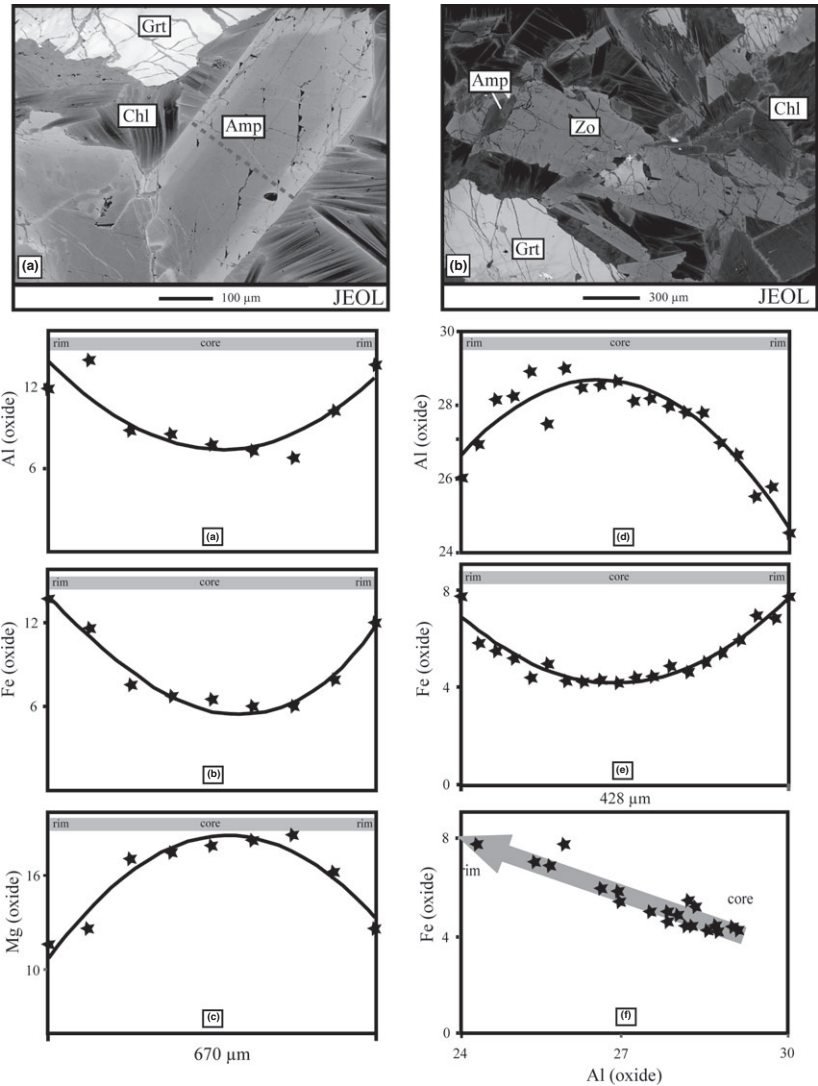 Grt
Chl
Amp
(a)
100 µm JEOL
Amp
Zo
Chl
Grt
(b)
300 µm JEOL
rim core rim
Al (oxide)
12
6
(a)
rim core rim
Fe (oxide)
12
6
(b)
rim core rim
Mg (oxide)
16
10
(c)
670 µm
30
rim core rim
28
Al (oxide)
26
24
(d)
8
rim core rim
Fe (oxide)
4
0
(e)
428 µm
8
rim
core
Fe (oxide)
4
0
(f)
24 27 30
Al (oxide)